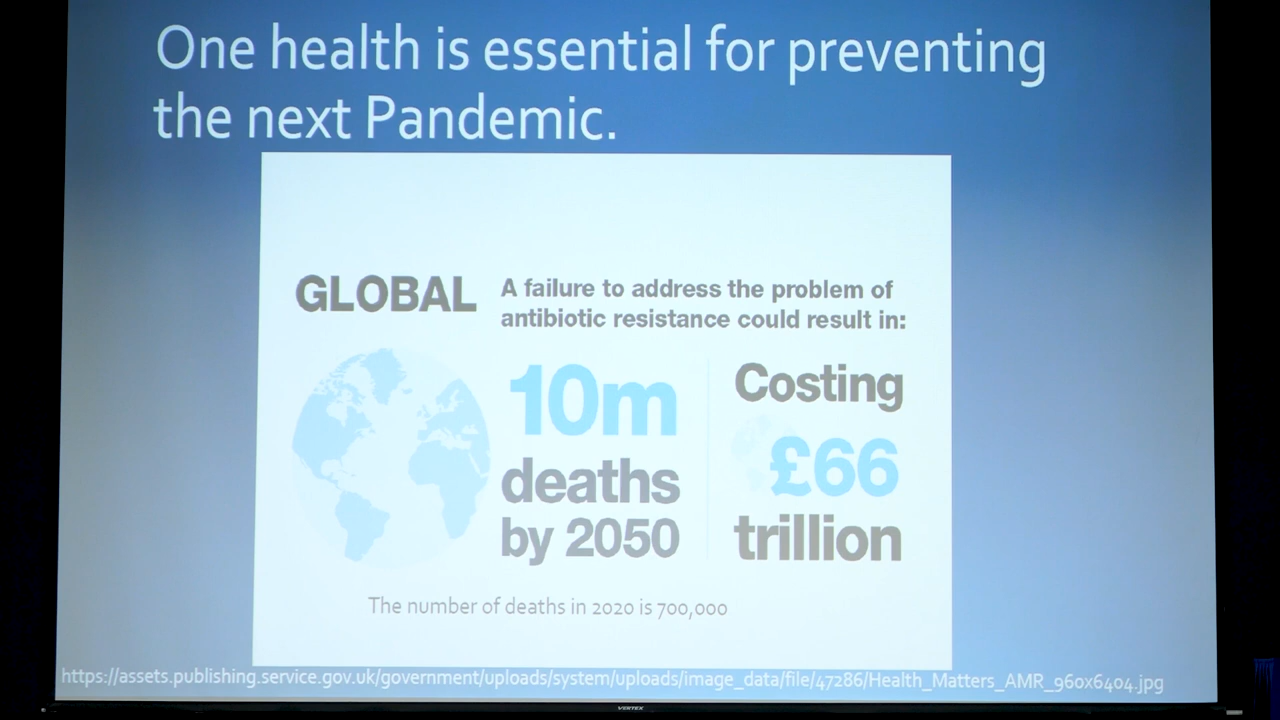 One health is essential for preventing
the next Pandemic.
GLOBAL
A failure to address the problem of
antibiotic resistance could result in:
10m
deaths
by 2050
Costing
£66
trillion
The number of deaths in 2020 is 700,000
https://assets.publishing.service.gov.uk/government/uploads/system/uploads/image_data/file/47286/Health_Matters_AMR_960x6404.jpg
VERTEX